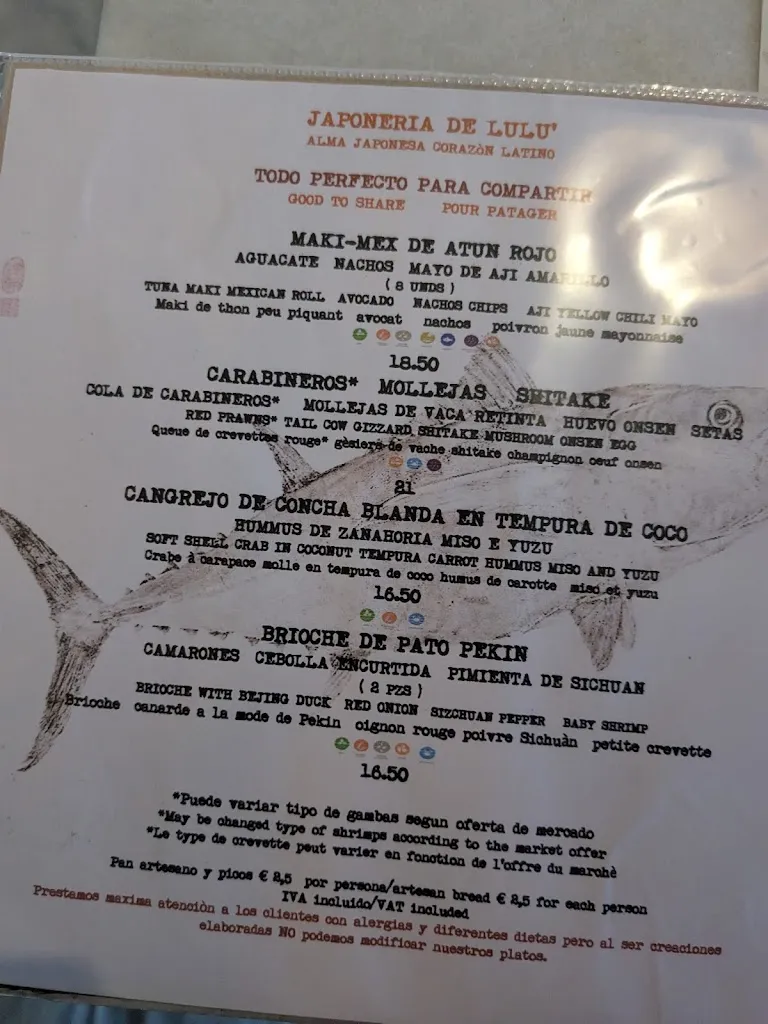 JAPONERIA DE LULU'
ALMA JAPONESA CORAZÒN LATINO
TODO PERFECTO PARA COMPARTIR
GOOD TO SHARE POUR PATAGER
MAKI-MEX DE ATUN ROJO
AGUACATE NACHOS MAYO DE AJI AMARILLO
( 8 UNDS )
TUNA MAKI MEXICAN ROLL AVOCADO NACHOS CHIPS AJI YELLOW CHILI MAYO
Maki de thon peu piquant avocat nachos poivron jaune mayonnaise
18.50
CARABINEROS* MOLLEJAS SHITAKE
COLA DE CARABINEROS* MOLLEJAS DE VACA RETINTA HUEVO ONSEN SETAS
RED PRAWNS* TAIL COW GIZZARD SHITAKE MUSHROOM ONSEN EGG
Queue de crevettes rouge* gèsiers de vache shitake champignon oeuf onsen
21
CANGREJO DE CONCHA BLANDA EN TEMPURA DE COCO
HUMMUS DE ZANAHORIA MISO E YUZU
SOFT SHELL CRAB IN COCONUT TEMPURA CARROT HUMMUS MISO AND YUZU
Crabe à carapace molle en tempura de coco humus de carotte miso et yuzu
16.50
BRIOCHE DE PATO PEKIN
CAMARONES CEBOLLA ENCURTIDA PIMIENTA DE SICHUAN
( 2 PZS )
BRIOCHE WITH BEJING DUCK RED ONION SIZCHUAN PEPPER BABY SHRIMP
Brioche canarde a la mode de Pekin oignon rouge poivre Sichuàn petite crevette
16.50
*Puede variar tipo de gambas segun oferta de mercado
*May be changed type of shrimps according to the market offer
*Le type de crevette peut varier en fonction de l'offre du marchè
Pan artesano y picos € 2,5 por persona/artesan bread € 2,5 for each person
IVA incluido/VAT included
Prestamos maxima atenciòn a los clientes con alergias y diferentes dietas pero al ser creaciones
elaboradas NO podemos modificar nuestros platos.